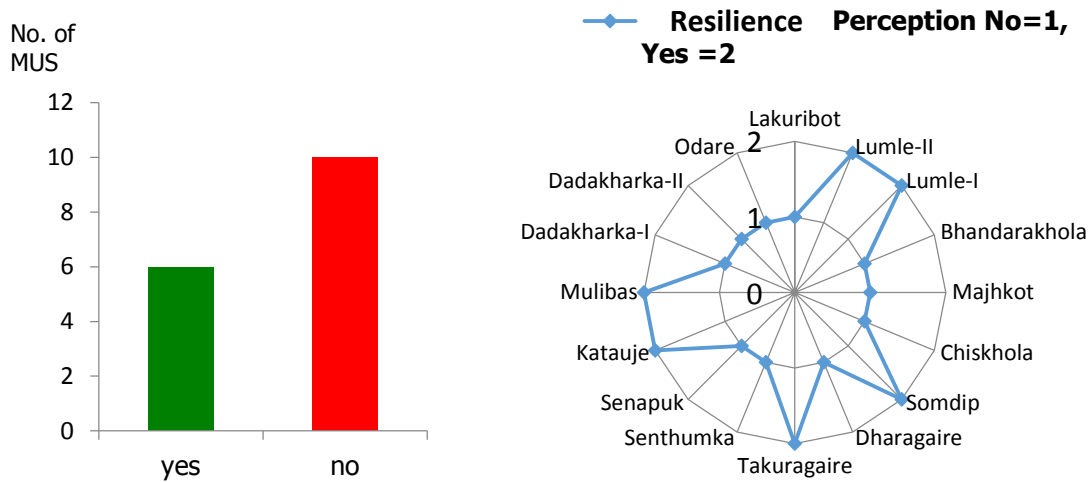 No. of
MUS
12
10
8
6
4
2
0
yes no
Resilience Perception No=1,
Yes =2
Lakuribot
Lumle-II
Lumle-I
Bhandarakhola
Majhkot
Chiskhola
Somdip
Dharagaire
Takuragaire
Senthumka
Senapuk
Katauje
Mulibas
Dadakharka-I
Dadakharka-II
Odare
2
1
0